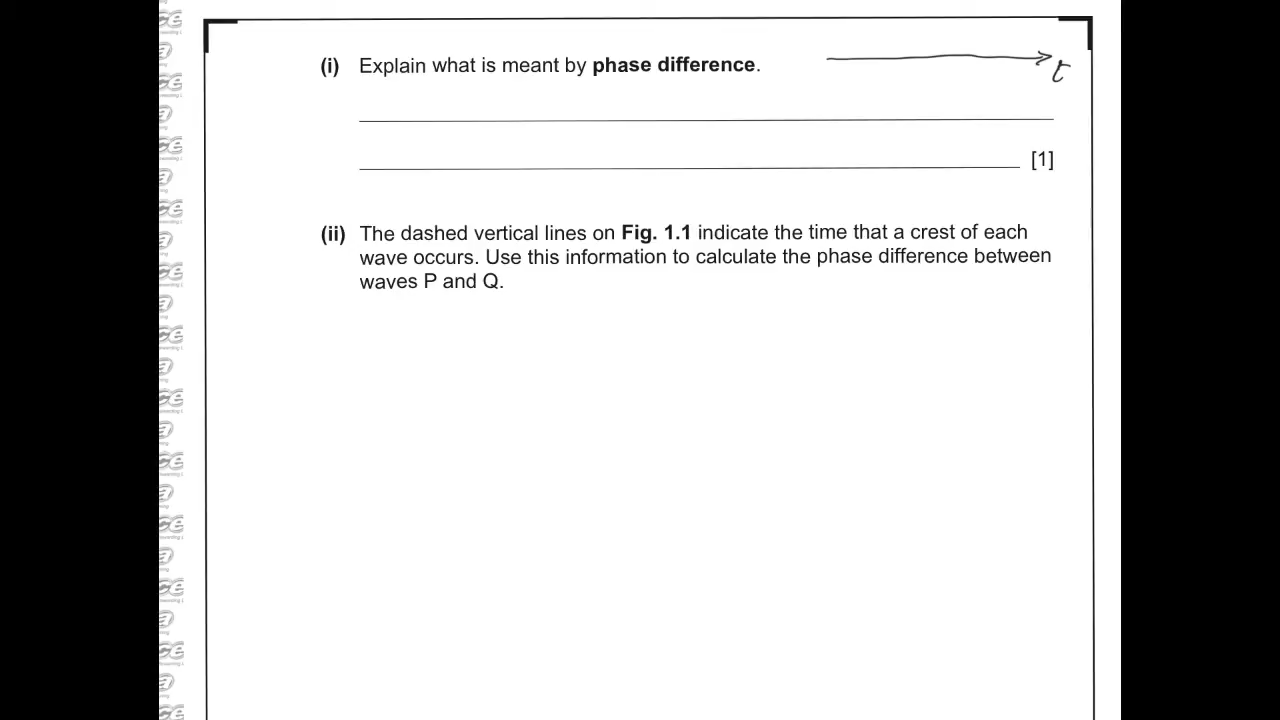 (i) Explain what is meant by phase difference.
t
[1]
(ii) The dashed vertical lines on Fig. 1.1 indicate the time that a crest of each
wave occurs. Use this information to calculate the phase difference between
waves P and Q.